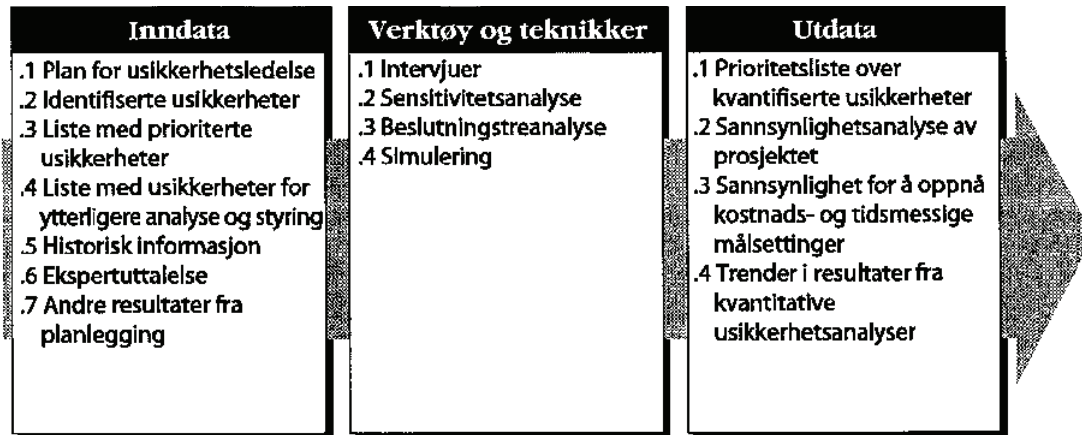 Inndata
.1 Plan for usikkerhetsledelse
.2 Identifiserte usikkerheter
.3 Liste med prioriterte
usikkerheter
.4 Liste med usikkerheter for
ytterligere analyse og styring
.5 Historisk informasjon
.6 Ekspertuttalelse
.7 Andre resultater fra
planlegging
Verktøy og teknikker
.1 Intervjuer
.2 Sensitivitetsanalyse
.3 Beslutningstreanalyse
.4 Simulering
Utdata
.1 Prioritetsliste over
kvantifiserte usikkerheter
.2 Sannsynlighetsanalyse av
prosjektet
.3 Sannsynlighet for å oppnå
kostnads- og tidsmessige
målsettinger
.4 Trender i resultater fra
kvantitative
usikkerhetsanalyser